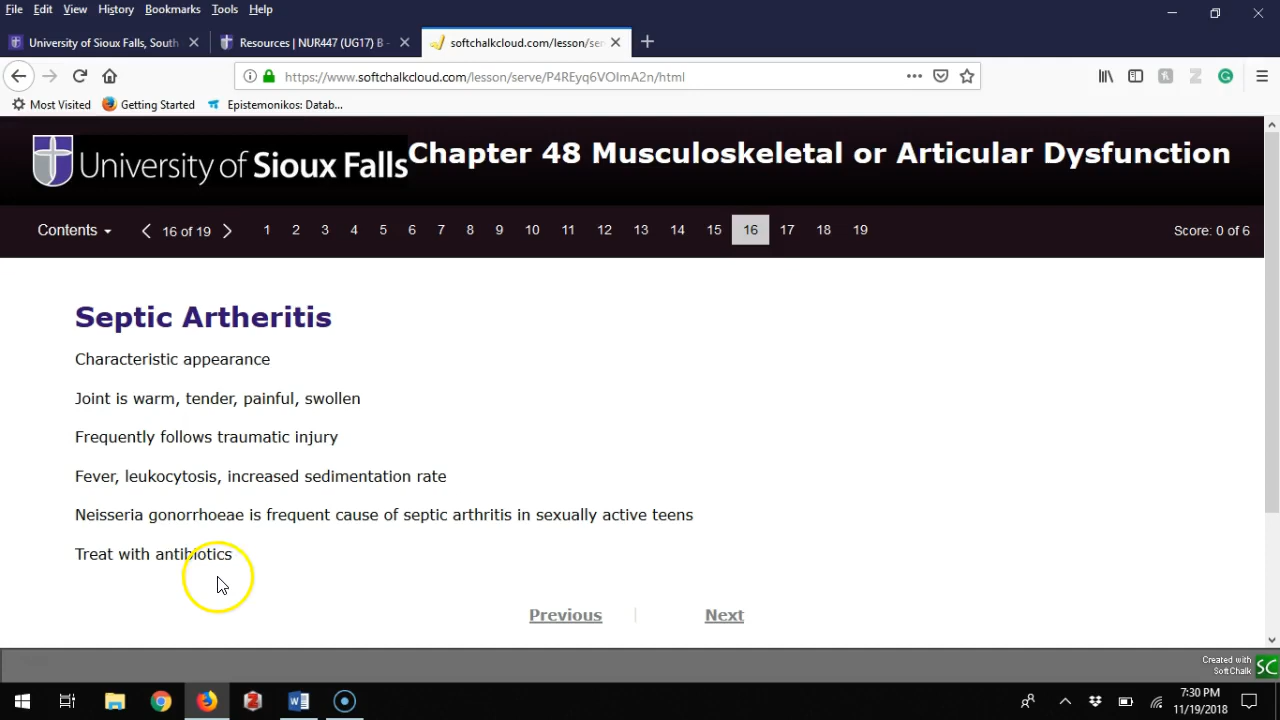 File Edit View History Bookmarks Tools Help
University of Sioux Falls, South
Resources | NUR447 (UG17) B -
softchalkcloud.com/lesson/ser
https://www.softchalkcloud.com/lesson/serve/P4REyq6VOImA2n/html
Most Visited Getting Started Epistemonikos: Datab...
University of Sioux Falls
Chapter 48 Musculoskeletal or Articular Dysfunction
Contents 16 of 19 1 2 3 4 5 6 7 8 9 10 11 12 13 14 15 16 17 18 19 Score: 0 of 6
Septic Artheritis
Characteristic appearance
Joint is warm, tender, painful, swollen
Frequently follows traumatic injury
Fever, leukocytosis, increased sedimentation rate
Neisseria gonorrhoeae is frequent cause of septic arthritis in sexually active teens
Treat with antibiotics
Previous | Next
Created with
SoftChalk
SC
7:30 PM
11/19/2018